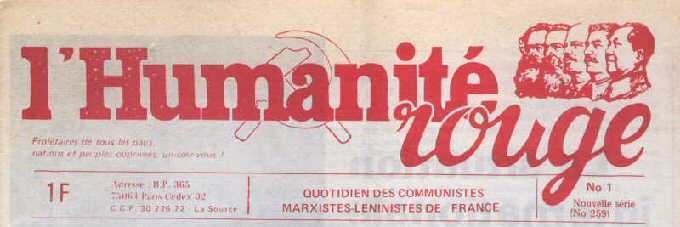 l'Humanité
rouge
Prolétaires de tous les pays,
nations et peuples opprimés, unissez-vous !
1F
Adresse : B.P. 365
75064 Paris Cedex 02
C.C.P. 30 226 72 - La Source
QUOTIDIEN DES COMMUNISTES
MARXISTES-LENINISTES DE FRANCE
No 1
Nouvelle série
(No 259)